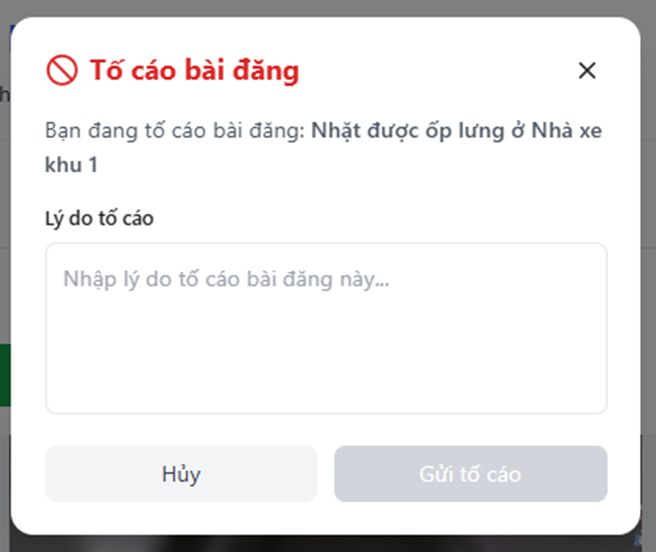 Tố cáo bài đăng
Bạn đang tố cáo bài đăng: Nhặt được ốp lưng ở Nhà xe
khu 1
Lý do tố cáo
Nhập lý do tố cáo bài đăng này...
Hủy
Gửi tố cáo